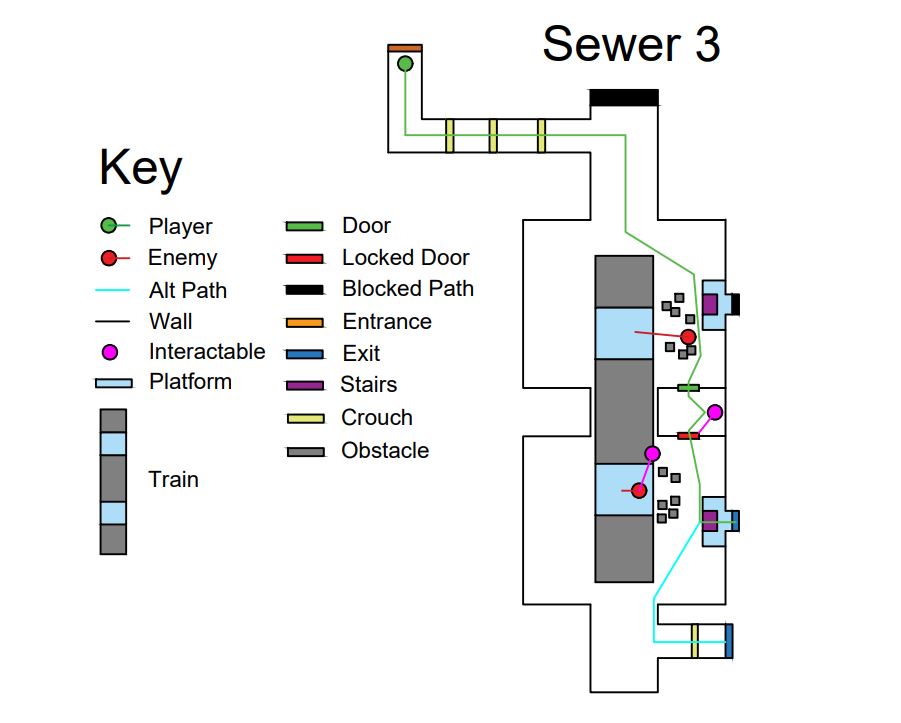 Sewer 3
Key
Player
Enemy
Alt Path
Wall
Interactable
Platform
Train
Door
Locked Door
Blocked Path
Entrance
Exit
Stairs
Crouch
Obstacle